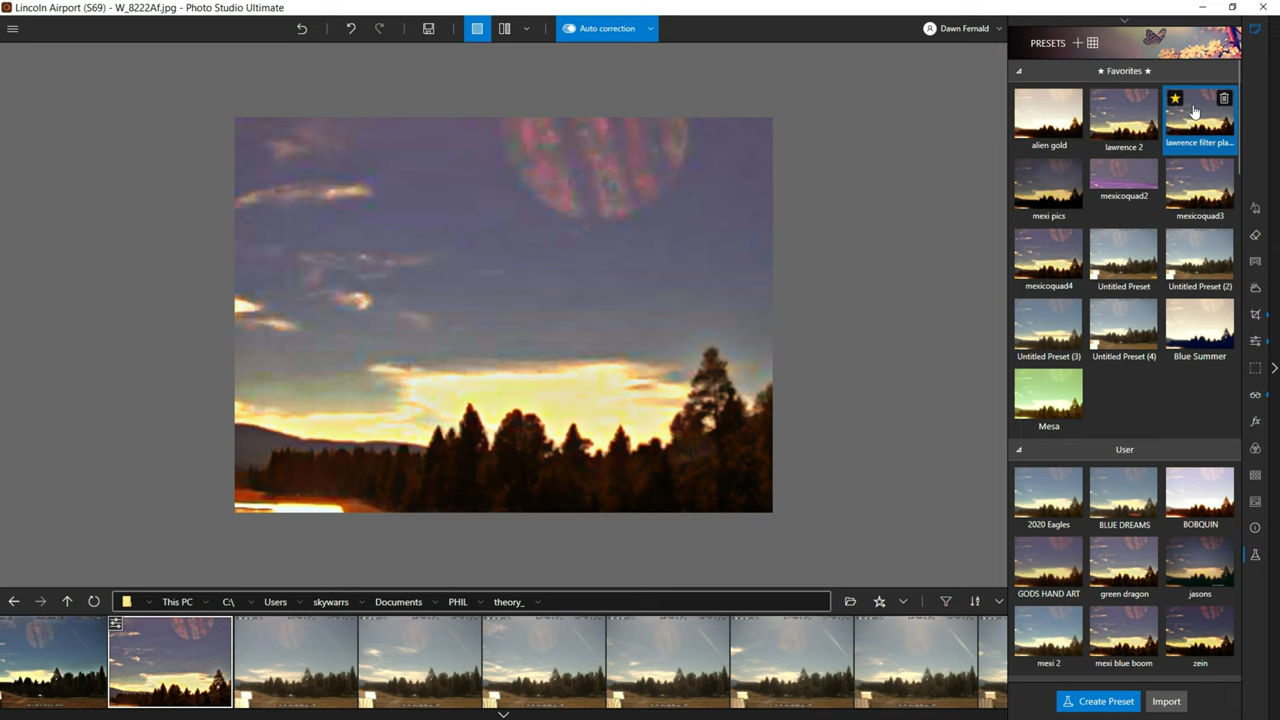 Lincoln Airport (S69) - W_8222Af.jpg - Photo Studio Ultimate
Auto correction
Dawn Fernald
PRESETS
★ Favorites ★
alien gold
lawrence 2
lawrence filter pla...
mexi pics
mexicoquad2
mexicoquad3
mexicoquad4
Untitled Preset
Untitled Preset (2)
Untitled Preset (3)
Untitled Preset (4)
Blue Summer
Mesa
User
2020 Eagles
BLUE DREAMS
BOBQUIN
GODS HAND ART
green dragon
jasons
mexi 2
mexi blue boom
zein
This PC
C:\
Users
skywarrs
Documents
PHIL
theory_
Create Preset
Import